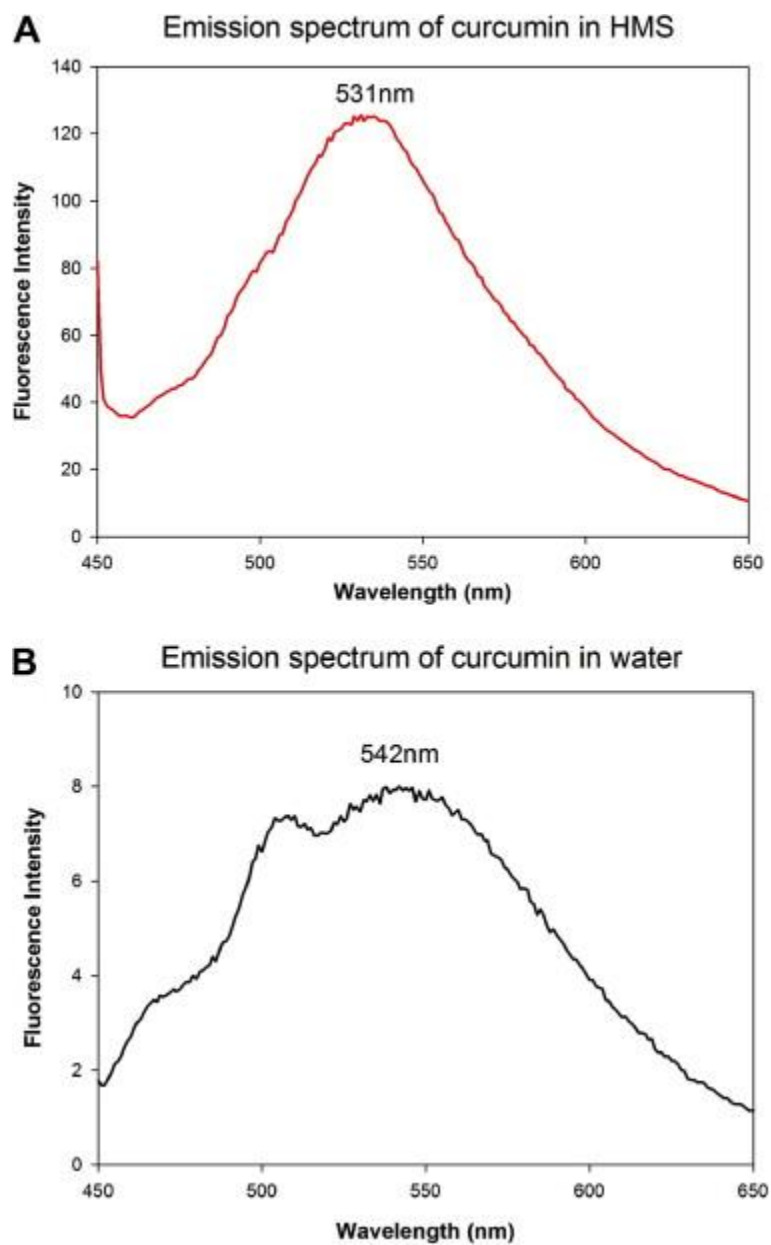 A Emission spectrum of curcumin in HMS
531nm
140
120
100
80
60
40
20
0
Fluorescence Intensity
450 500 550 600 650
Wavelength (nm)
B Emission spectrum of curcumin in water
542nm
10
8
6
4
2
0
Fluorescence Intensity
450 500 550 600 650
Wavelength (nm)